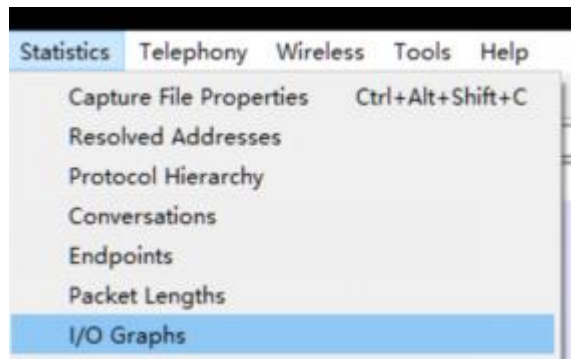 Statistics Telephony Wireless Tools Help
Capture File Properties Ctrl+Alt+Shift+C
Resolved Addresses
Protocol Hierarchy
Conversations
Endpoints
Packet Lengths
I/O Graphs